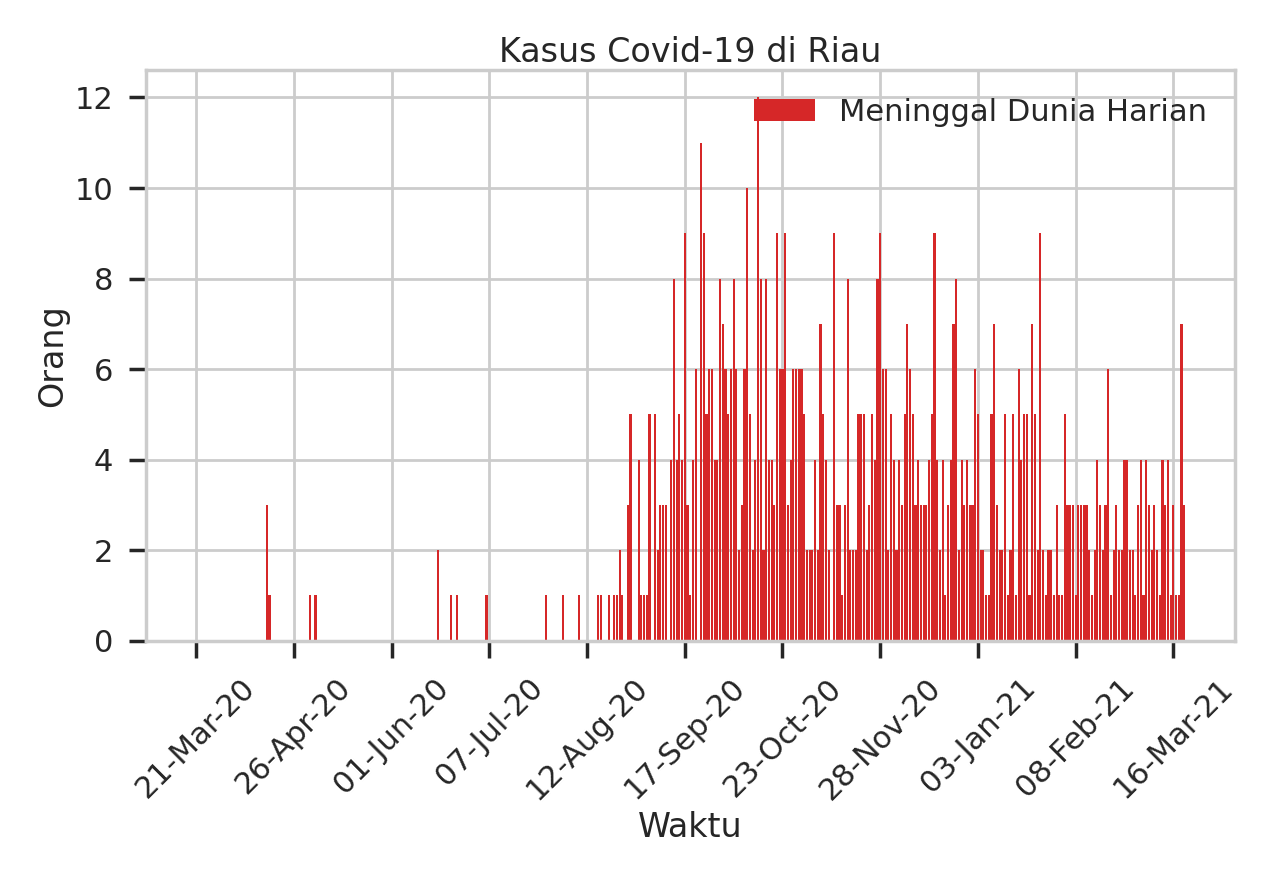 Kasus Covid-19 di Riau
Meninggal Dunia Harian
12
10
8
6
4
2
0
Orang
21-Mar-20
26-Apr-20
01-Jun-20
07-Jul-20
12-Aug-20
17-Sep-20
23-Oct-20
28-Nov-20
03-Jan-21
08-Feb-21
16-Mar-21
Waktu